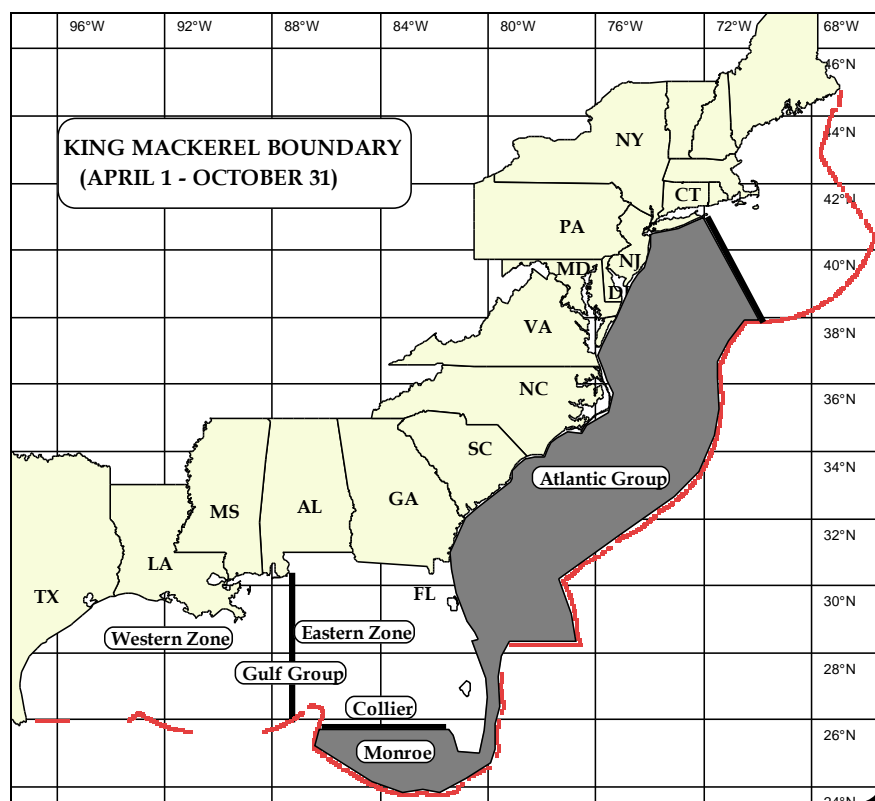 96°W 92°W 88°W 84°W 80°W 76°W 72°W 68°W
46°N
KING MACKEREL BOUNDARY
(APRIL 1 - OCTOBER 31)
44°N
NY
CT
42°N
PA
NJ
MD
40°N
VA
38°N
NC
36°N
SC
34°N
Atlantic Group
GA
AL
MS
32°N
LA
TX
FL
30°N
Western Zone
Eastern Zone
28°N
Gulf Group
Collier
26°N
Monroe
24°N